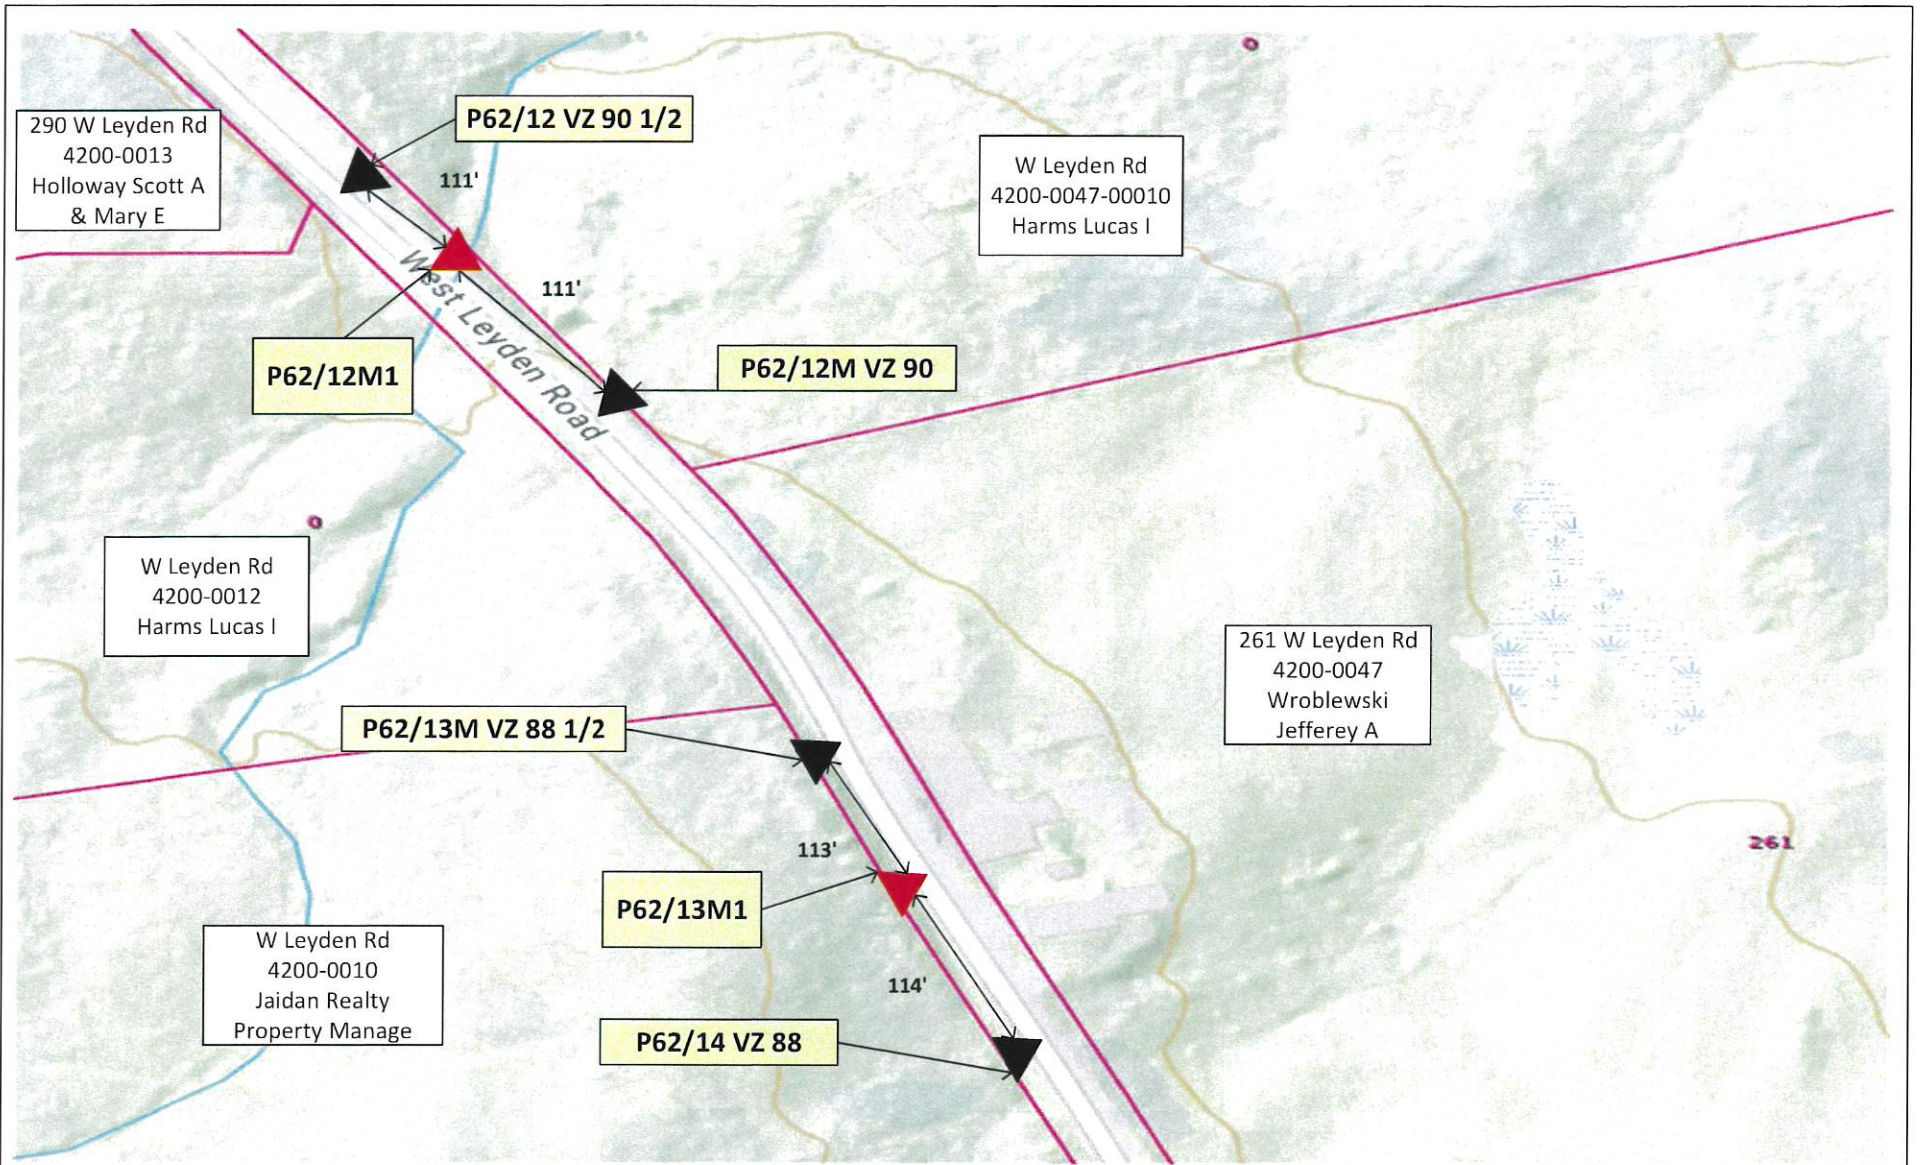 P62/12 VZ 90 1/2
290 W Leyden Rd
4200-0013
Holloway Scott A
& Mary E
111'
W Leyden Rd
4200-0047-00010
Harms Lucas I
West Leyden Road
111'
P62/12M1
P62/12M VZ 90
0
0
W Leyden Rd
4200-0012
Harms Lucas I
261 W Leyden Rd
4200-0047
Wroblewski
Jefferey A
P62/13M VZ 88 1/2
113'
261
P62/13M1
W Leyden Rd
4200-0010
Jaidan Realty
Property Manage
114'
P62/14 VZ 88